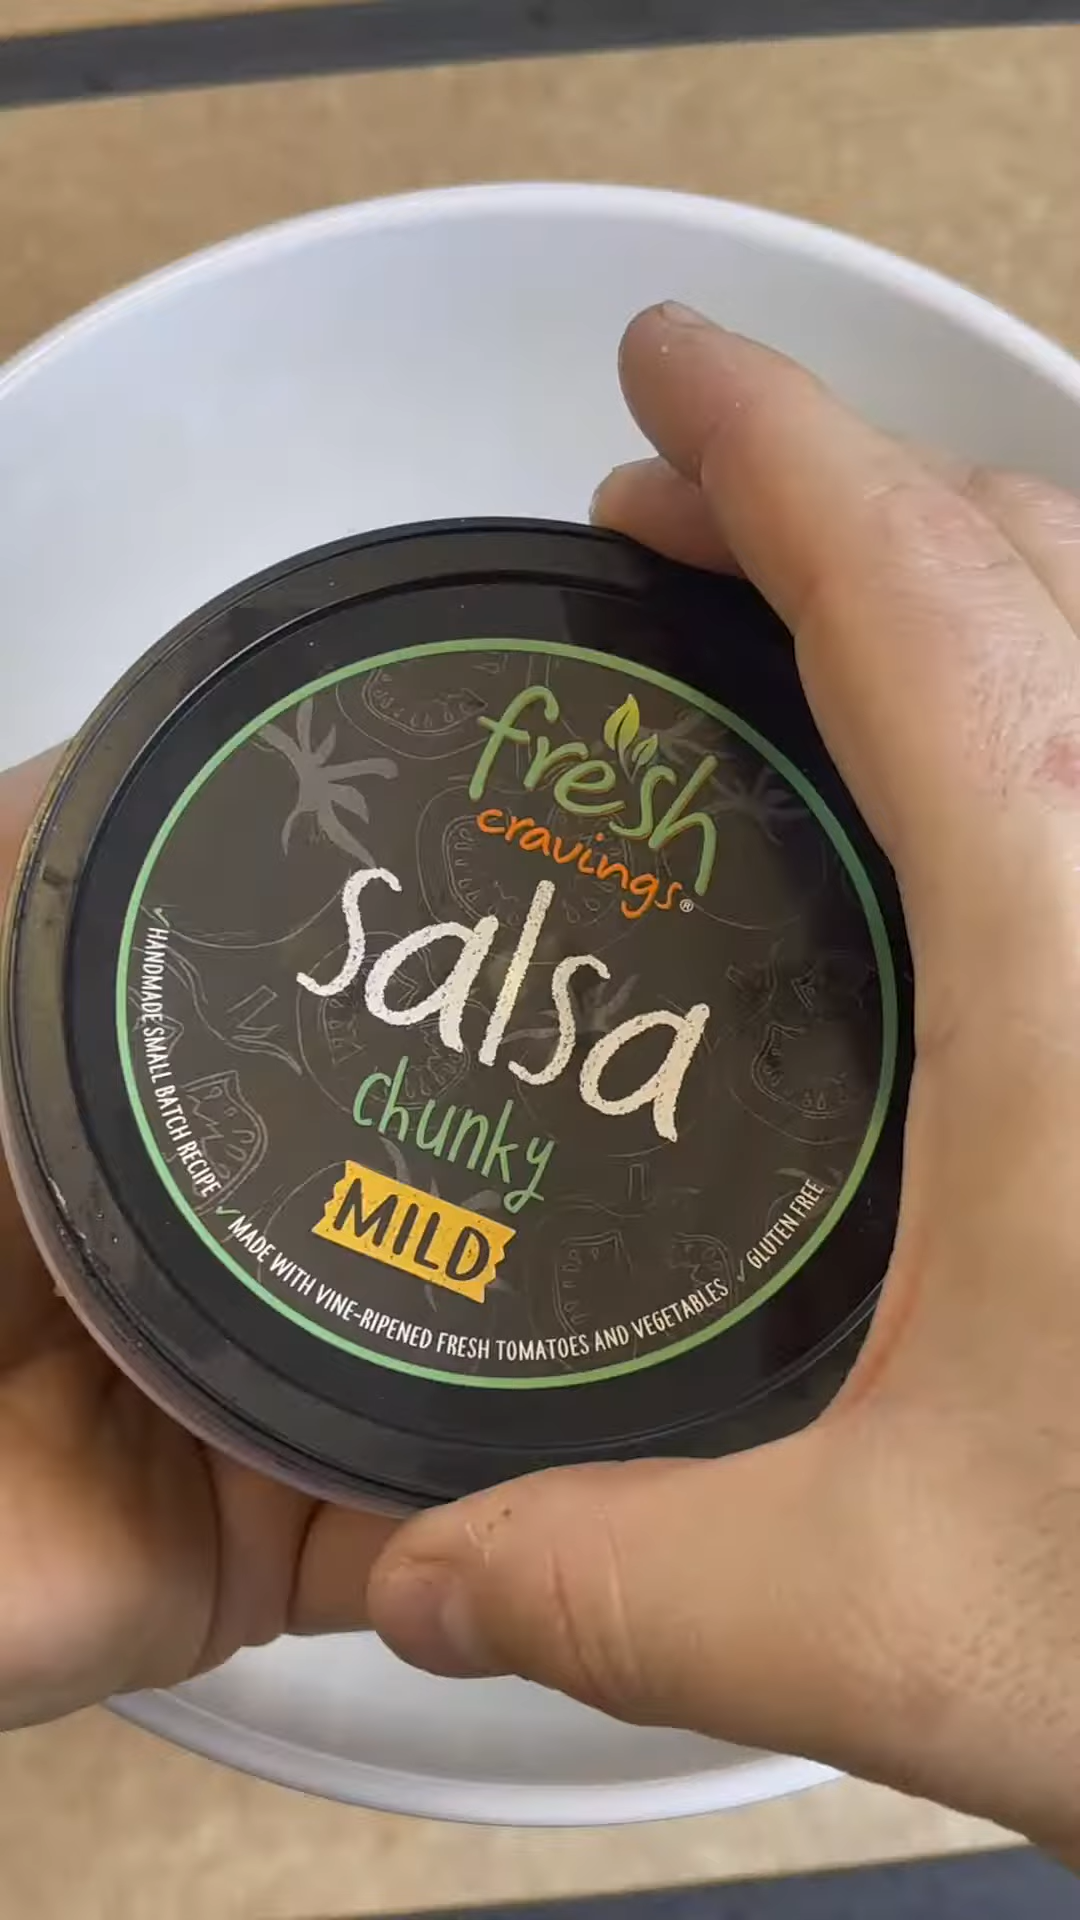 fresh
cravings®
salsa
chunky
MILD
✓HANDMADE SMALL BATCH RECIPE
✓MADE WITH VINE-RIPENED FRESH TOMATOES AND VEGETABLES
✓ GLUTEN FREE